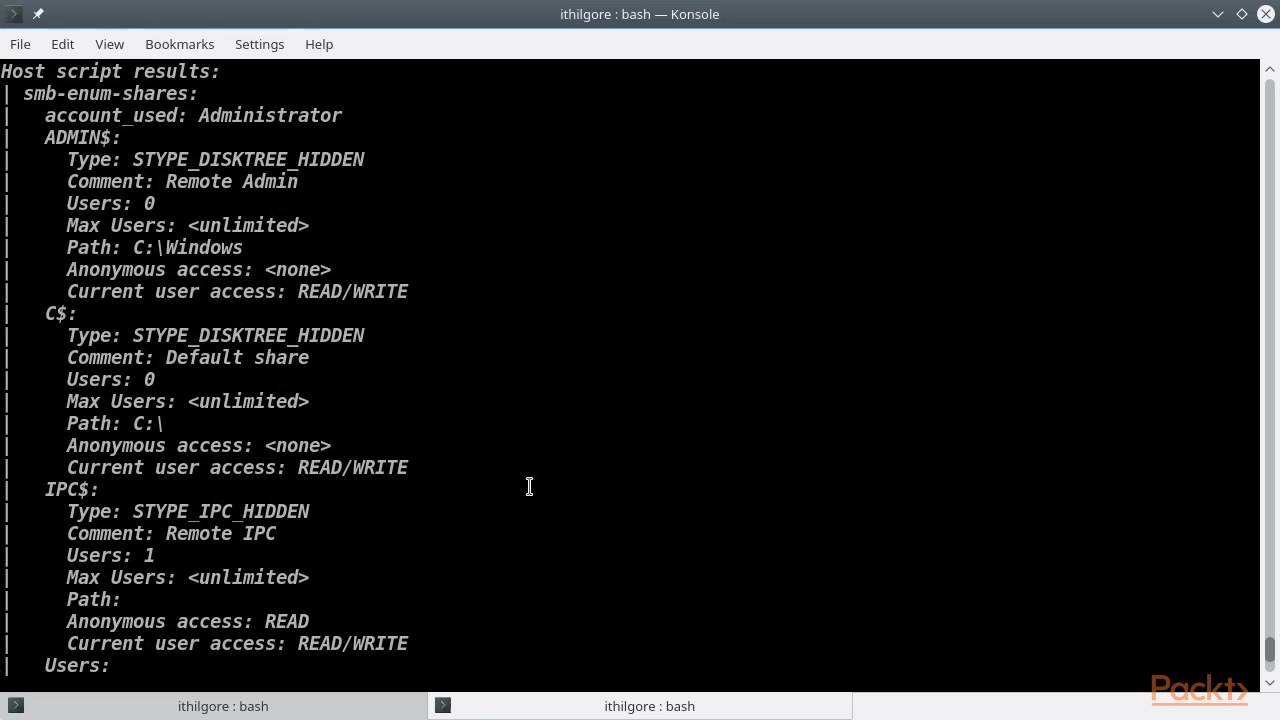 ithilgore : bash — Konsole
File Edit View Bookmarks Settings Help
Host script results:
| smb-enum-shares:
|   account_used: Administrator
|   ADMIN$:
|     Type: STYPE_DISKTREE_HIDDEN
|     Comment: Remote Admin
|     Users: 0
|     Max Users: <unlimited>
|     Path: C:\Windows
|     Anonymous access: <none>
|     Current user access: READ/WRITE
|   C$:
|     Type: STYPE_DISKTREE_HIDDEN
|     Comment: Default share
|     Users: 0
|     Max Users: <unlimited>
|     Path: C:\
|     Anonymous access: <none>
|     Current user access: READ/WRITE
|   IPC$:
|     Type: STYPE_IPC_HIDDEN
|     Comment: Remote IPC
|     Users: 1
|     Max Users: <unlimited>
|     Path:
|     Anonymous access: READ
|     Current user access: READ/WRITE
|   Users:
Packt>
ithilgore : bash ithilgore : bash